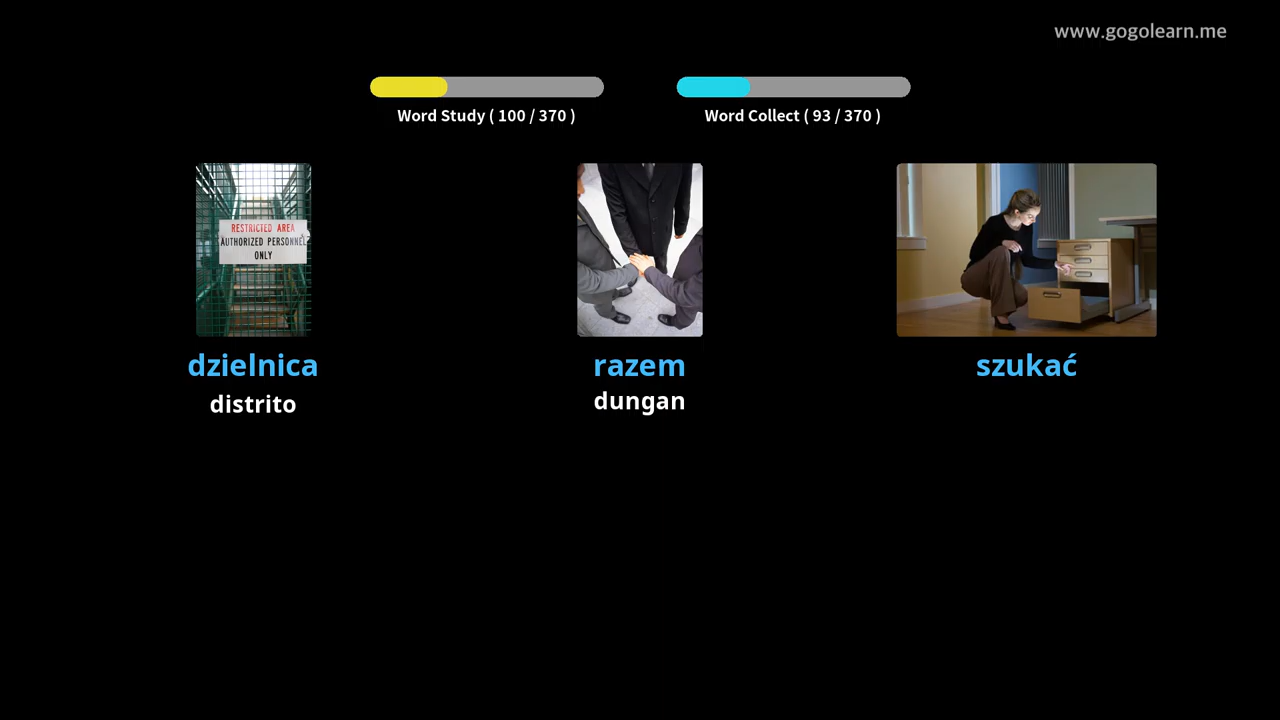 www.gogolearn.me
Word Study ( 100 / 370 )
Word Collect ( 93 / 370 )
RESTRICTED AREA
AUTHORIZED PERSONNEL
ONLY
dzielnica
distrito
razem
dungan
szukać